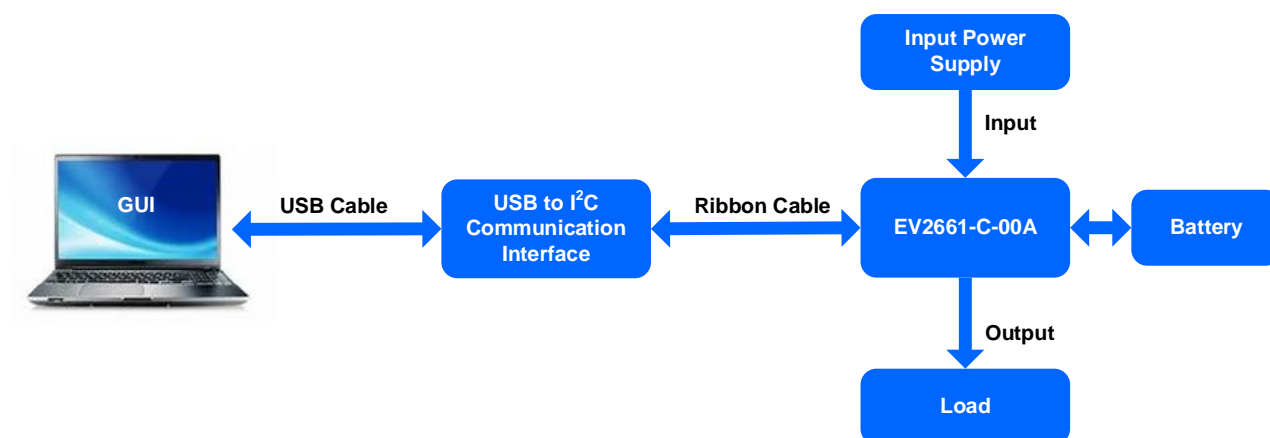 Input Power
Supply
Input
GUI
USB Cable
USB to I²C
Communication
Interface
Ribbon Cable
EV2661-C-00A
Battery
Output
Load